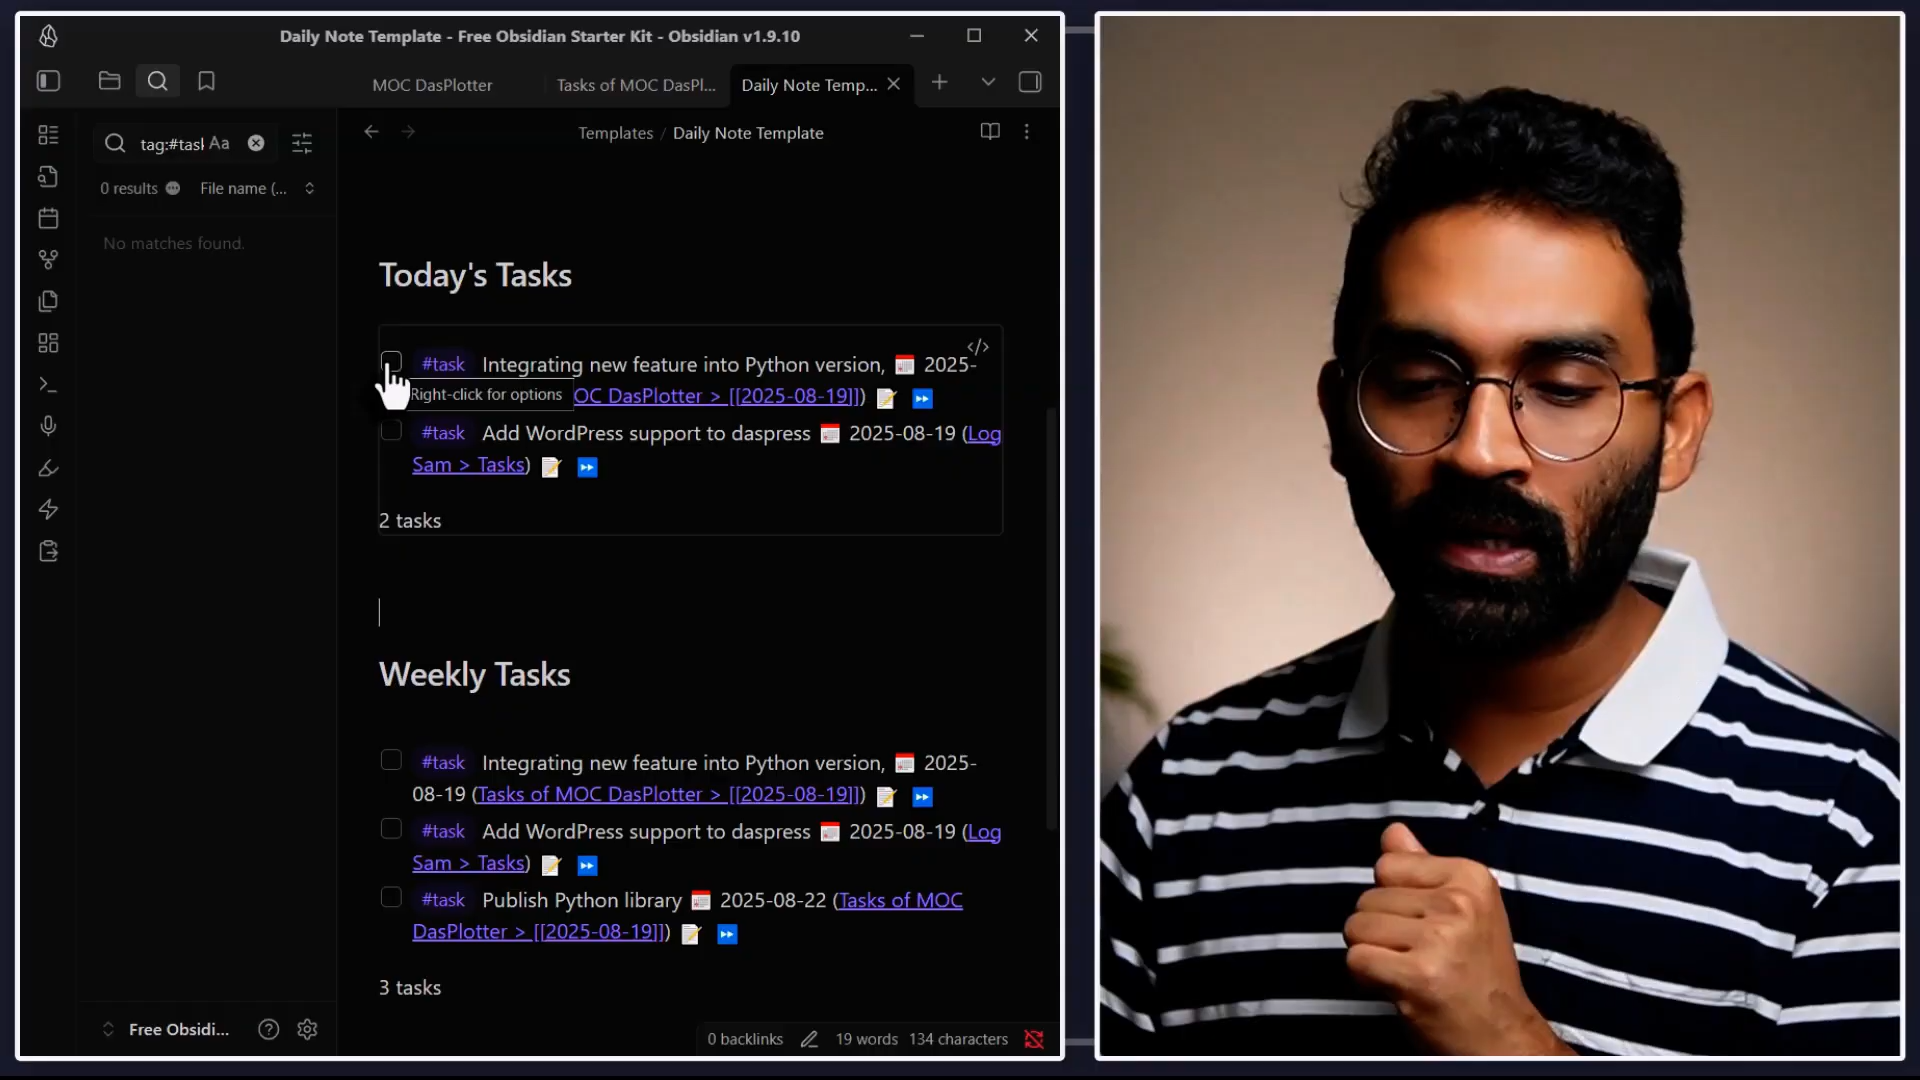 Daily Note Template - Free Obsidian Starter Kit - Obsidian v1.9.10
MOC DasPlotter
Tasks of MOC DasPl...
Daily Note Temp...
tag:#task
Aa
0 results
File name (...
No matches found.
Templates / Daily Note Template
Today's Tasks
#task Integrating new feature into Python version, 📅 2025-
Right-click for options
OC DasPlotter > [[2025-08-19]]) 📝 ⏩
#task Add WordPress support to daspress 📅 2025-08-19 (Log
Sam > Tasks) 📝 ⏩
2 tasks
Weekly Tasks
#task Integrating new feature into Python version, 📅 2025-
08-19 (Tasks of MOC DasPlotter > [[2025-08-19]]) 📝 ⏩
#task Add WordPress support to daspress 📅 2025-08-19 (Log
Sam > Tasks) 📝 ⏩
#task Publish Python library 📅 2025-08-22 (Tasks of MOC
DasPlotter > [[2025-08-19]]) 📝 ⏩
3 tasks
Free Obsidi...
0 backlinks
19 words
134 characters